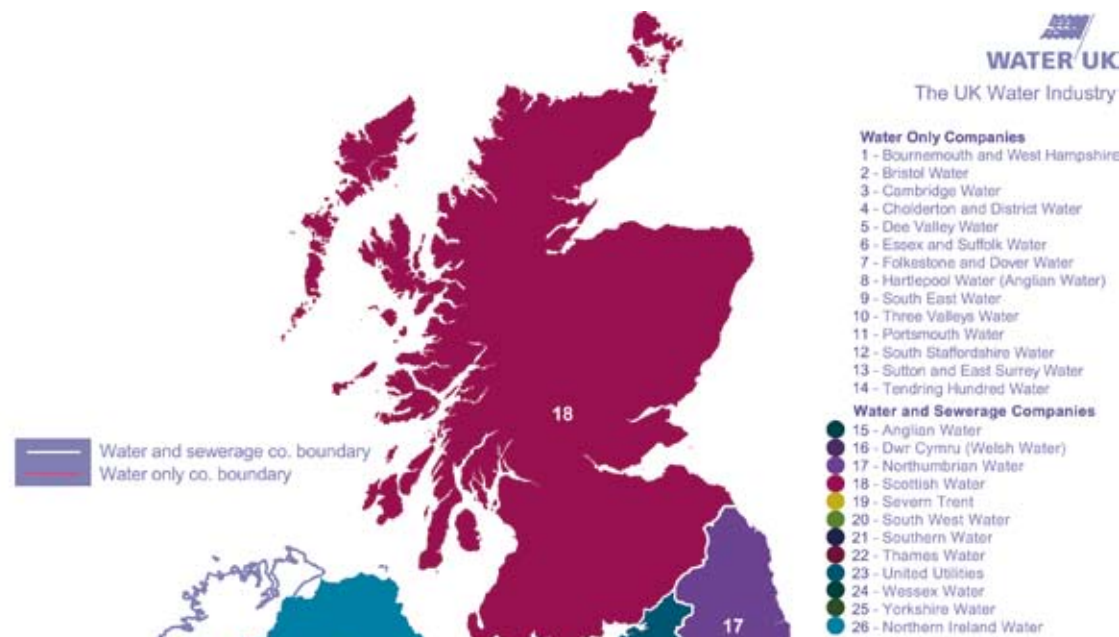 WATER UK
The UK Water Industry
Water Only Companies
1 - Bournemouth and West Hampshire
2 - Bristol Water
3 - Cambridge Water
4 - Cholderton and District Water
5 - Dee Valley Water
6 - Essex and Suffolk Water
7 - Folkestone and Dover Water
8 - Hartlepool Water (Anglian Water)
9 - South East Water
10 - Three Valleys Water
11 - Portsmouth Water
12 - South Staffordshire Water
13 - Sutton and East Surrey Water
14 - Tendring Hundred Water
Water and Sewerage Companies
15 - Anglian Water
16 - Dwr Cymru (Welsh Water)
17 - Northumbrian Water
18 - Scottish Water
19 - Severn Trent
20 - South West Water
21 - Southern Water
22 - Thames Water
23 - United Utilities
24 - Wessex Water
25 - Yorkshire Water
26 - Northern Ireland Water
Water and sewerage co. boundary
Water only co. boundary
18
17